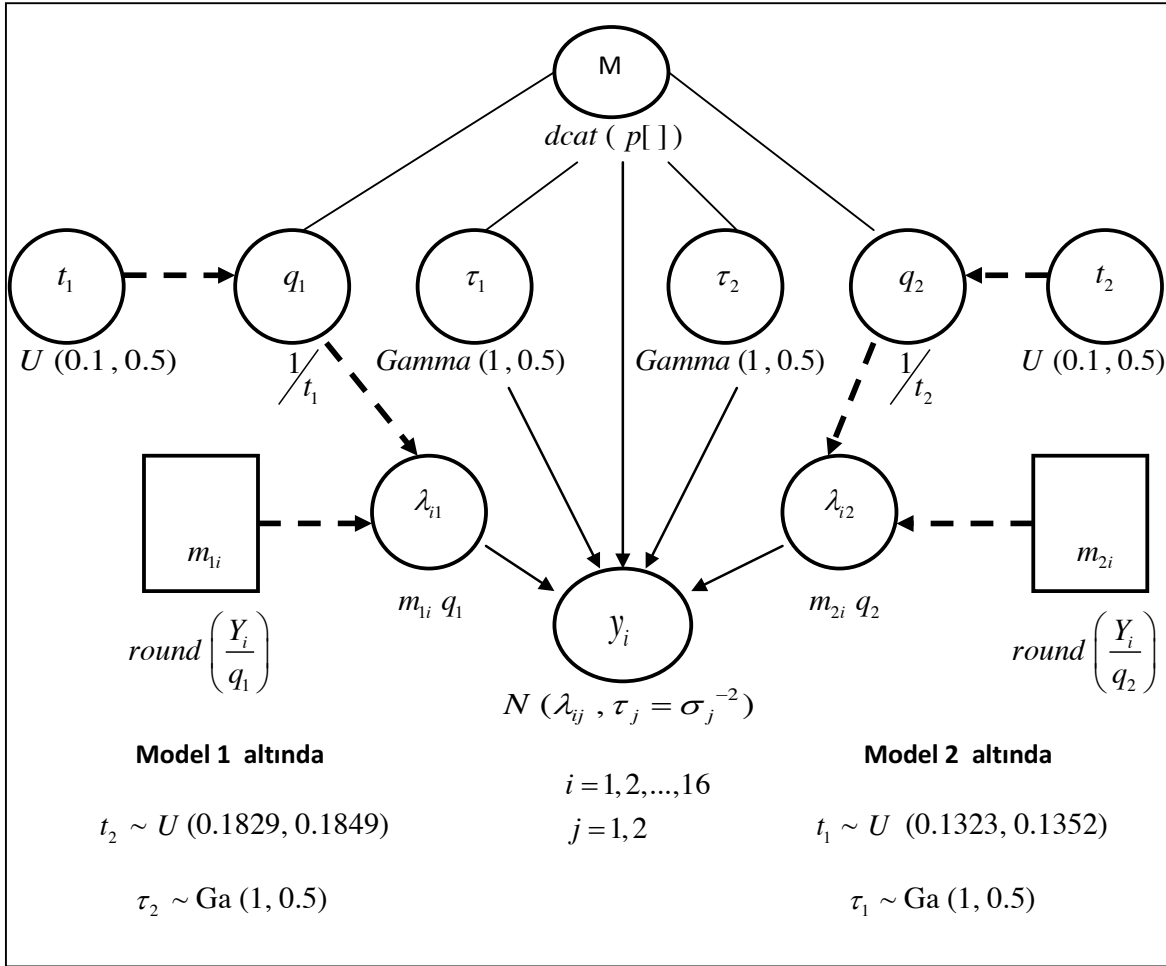 M
dcat ( p[ ] )
t₁ q₁ τ₁ τ₂ q₂ t₂
U (0.1 , 0.5) 1/t₁ Gamma (1 , 0.5) Gamma (1 , 0.5) 1/t₂ U (0.1 , 0.5)
λᵢ₁ λᵢ₂
m₁ᵢ m₂ᵢ
m₁ᵢ q₁ yᵢ m₂ᵢ q₂
round (Yᵢ/q₁) round (Yᵢ/q₂)
N (λᵢⱼ , τⱼ = σⱼ⁻²)
Model 1 altında Model 2 altında
i = 1, 2, ..., 16
t₂ ~ U (0.1829, 0.1849) j = 1, 2 t₁ ~ U (0.1323, 0.1352)
τ₂ ~ Ga (1, 0.5) τ₁ ~ Ga (1, 0.5)